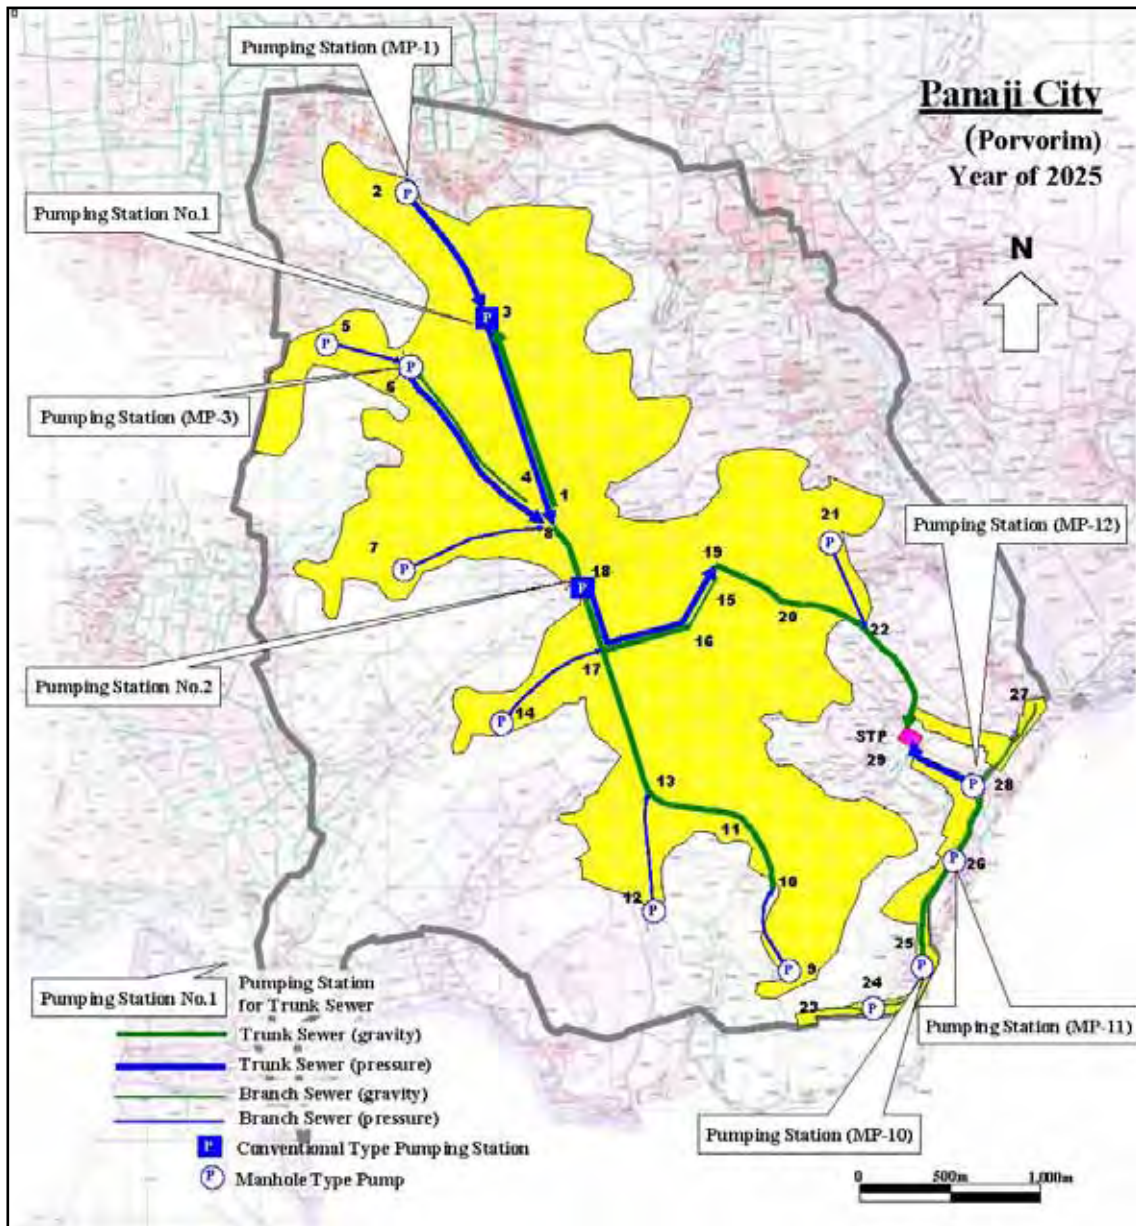 Pumping Station (MP-1)
Panaji City
(Porvorim)
Year of 2025
2
Pumping Station No.1
N
P
P
3
5
P
P
6
Pumping Station (MP-3)
4
1
8
7
P
21
P
Pumping Station (MP-12)
19
18
P
15
20
22
16
17
Pumping Station No.2
14
P
27
STP
29
28
P
13
11
10
12
P
26
P
9
P
25
P
24
P
23
Pumping Station (MP-11)
Pumping Station (MP-10)
Pumping Station No.1
Pumping Station
for Trunk Sewer
Trunk Sewer (gravity)
Trunk Sewer (pressure)
Branch Sewer (gravity)
Branch Sewer (pressure)
P Conventional Type Pumping Station
P Manhole Type Pump
0 500m 1,000m